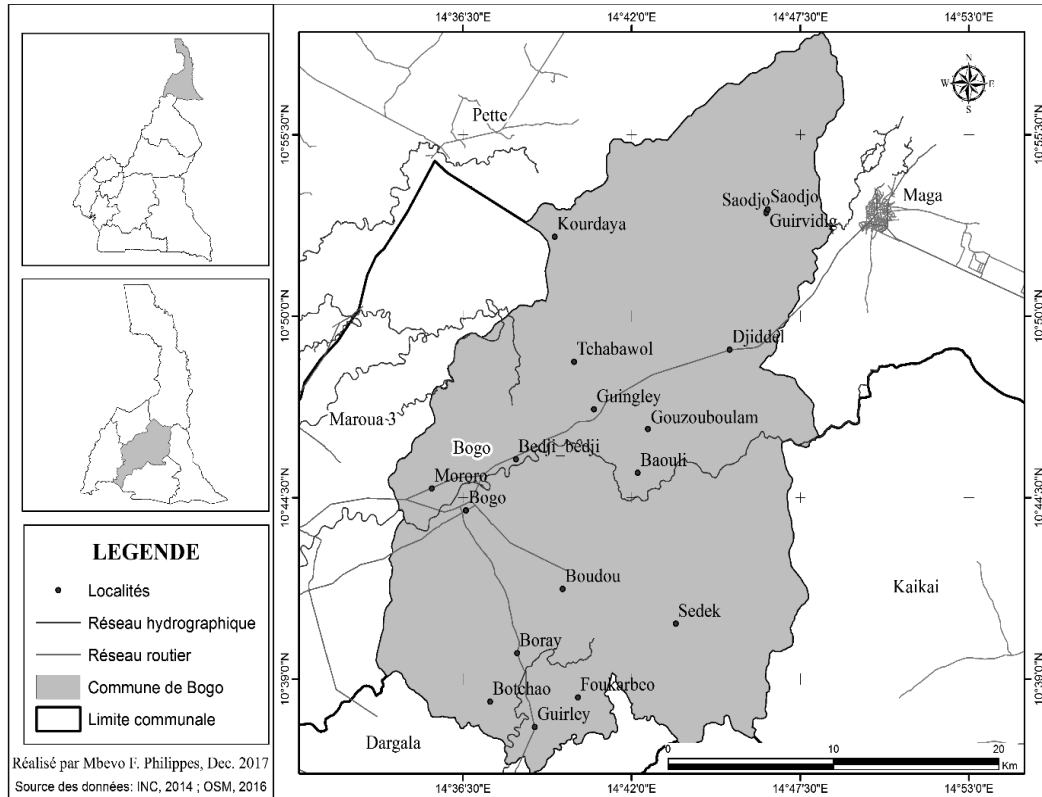 14°36'30"E
14°42'0"E
14°47'30"E
14°53'0"E
N
W
E
S
Pette
10°55'30"N
10°55'30"N
Saodjo
Saodjo
Maga
Guirvidig
Kourdaya
10°50'0"N
10°50'0"N
Djiddel
Tchabawol
Guingley
Maroua-3
Gouzouboulam
Bogo
Bedji_bedji
Baouli
Mororo
10°44'30"N
10°44'30"N
Bogo
Boudou
Kaikai
Sedek
Boray
10°39'0"N
10°39'0"N
Botchao
Foukarbco
Guirley
Dargala
0
10
20
Km
14°36'30"E
14°42'0"E
14°47'30"E
14°53'0"E
LEGENDE
Localités
Réseau hydrographique
Réseau routier
Commune de Bogo
Limite communale
Réalisé par Mbevo F. Philippes, Dec. 2017
Source des données: INC, 2014 ; OSM, 2016